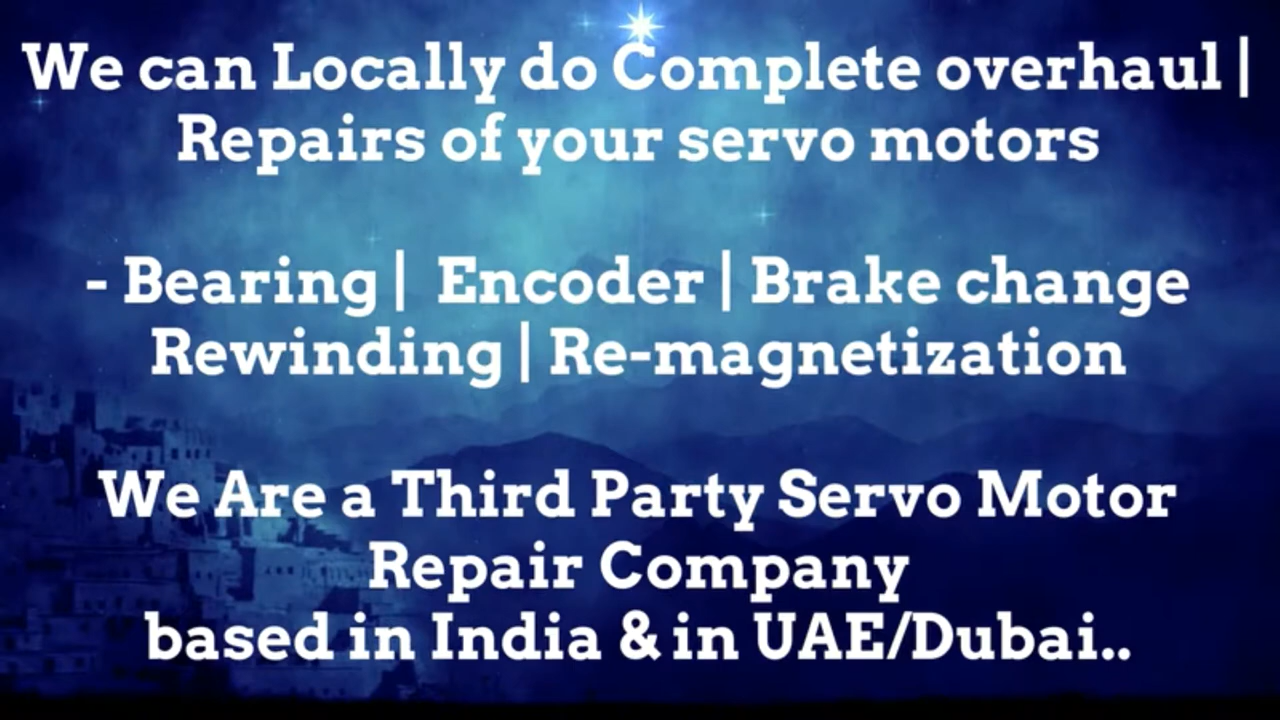 We can Locally do Complete overhaul |
Repairs of your servo motors
- Bearing | Encoder | Brake change
Rewinding | Re-magnetization
We Are a Third Party Servo Motor
Repair Company
based in India & in UAE/Dubai..